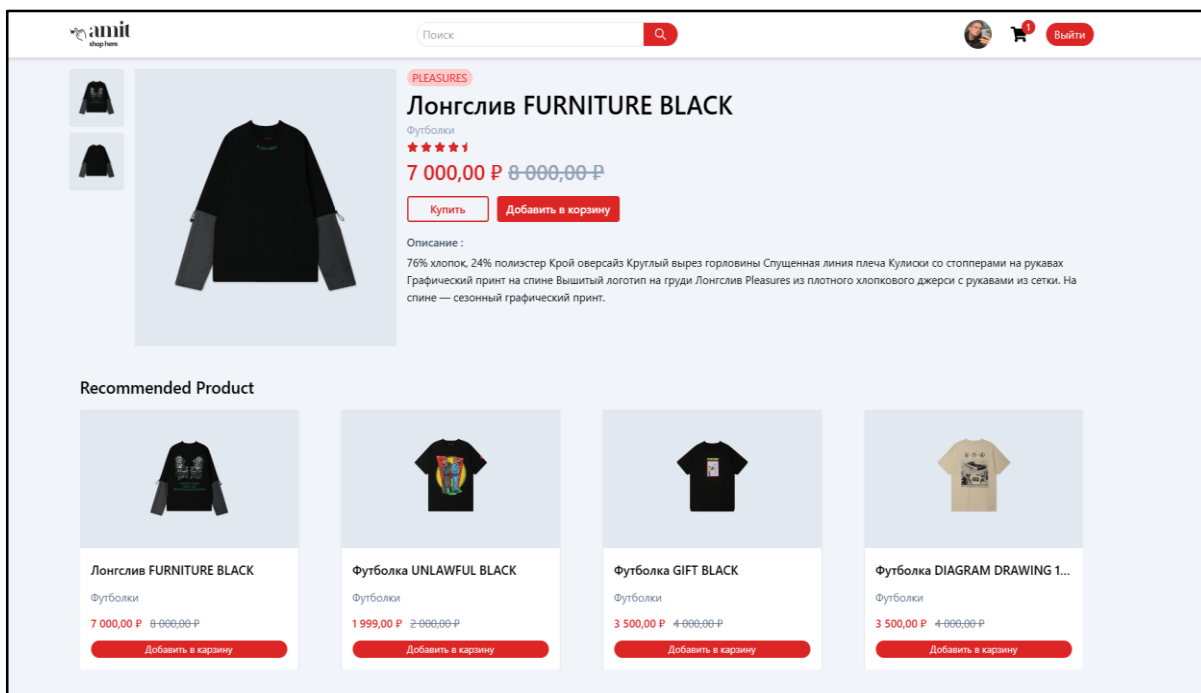 amit
shop here
Поиск
1
Выйти
PLEASURES
Лонгслив FURNITURE BLACK
Футболки
7 000,00 ₽ 8 000,00 ₽
Купить
Добавить в корзину
Описание :
76% хлопок, 24% полиэстер Крой оверсайз Круглый вырез горловины Спущенная линия плеча Кулиски со стопперами на рукавах
Графический принт на спине Вышитый логотип на груди Лонгслив Pleasures из плотного хлопкового джерси с рукавами из сетки. На
спине — сезонный графический принт.
Recommended Product
Лонгслив FURNITURE BLACK
Футболки
7 000,00 ₽ 8 000,00 ₽
Добавить в карзину
Футболка UNLAWFUL BLACK
Футболки
1 999,00 ₽ 2 000,00 ₽
Добавить в карзину
Футболка GIFT BLACK
Футболки
3 500,00 ₽ 4 000,00 ₽
Добавить в карзину
Футболка DIAGRAM DRAWING 1...
Футболки
3 500,00 ₽ 4 000,00 ₽
Добавить в карзину